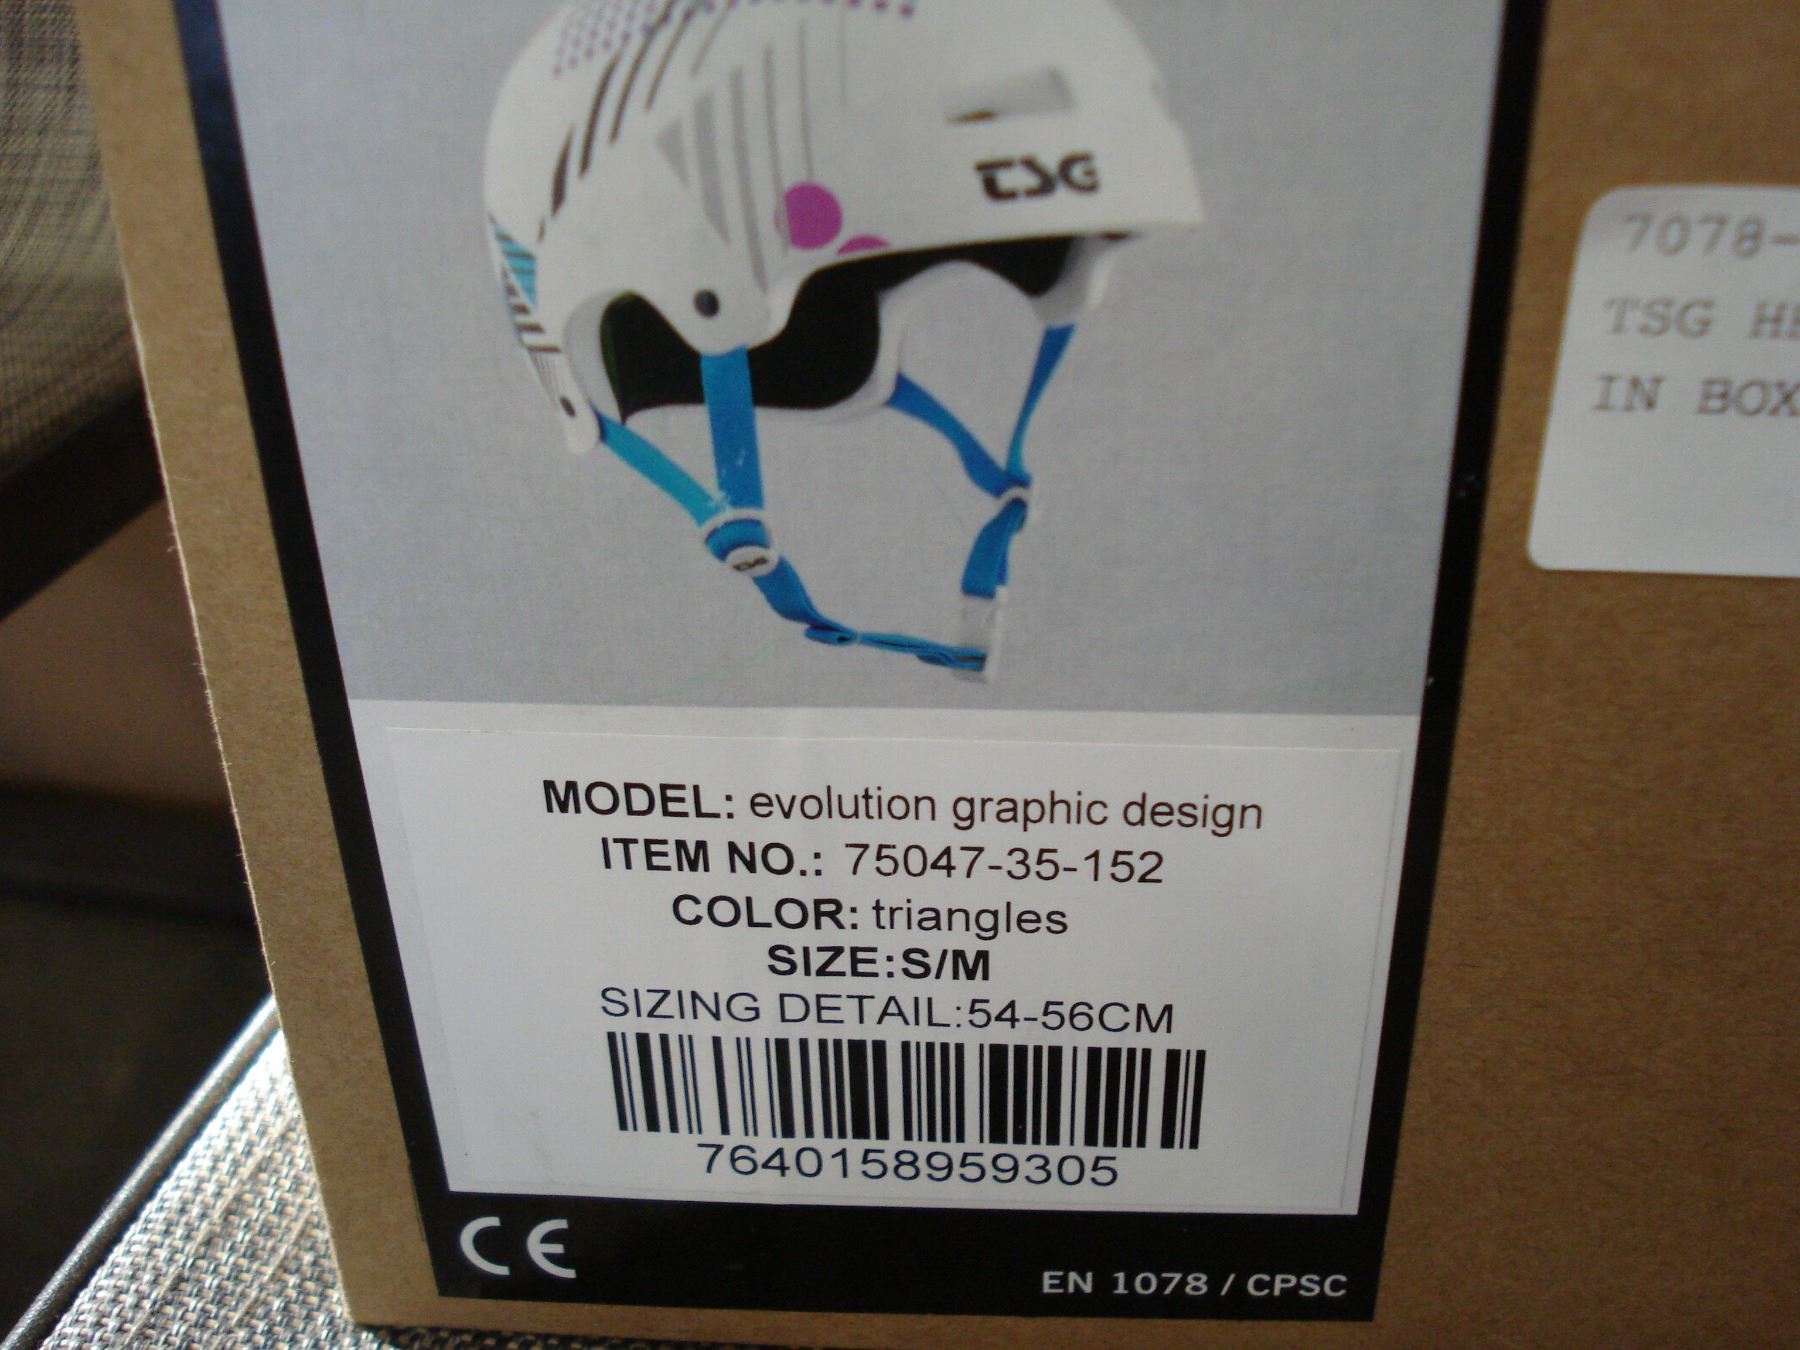 TSG
MODEL: evolution graphic design
ITEM NO.: 75047-35-152
COLOR: triangles
SIZE:S/M
SIZING DETAIL:54-56CM
7640158959305
CE
EN 1078 / CPSC
7078-
TSG
IN BOX